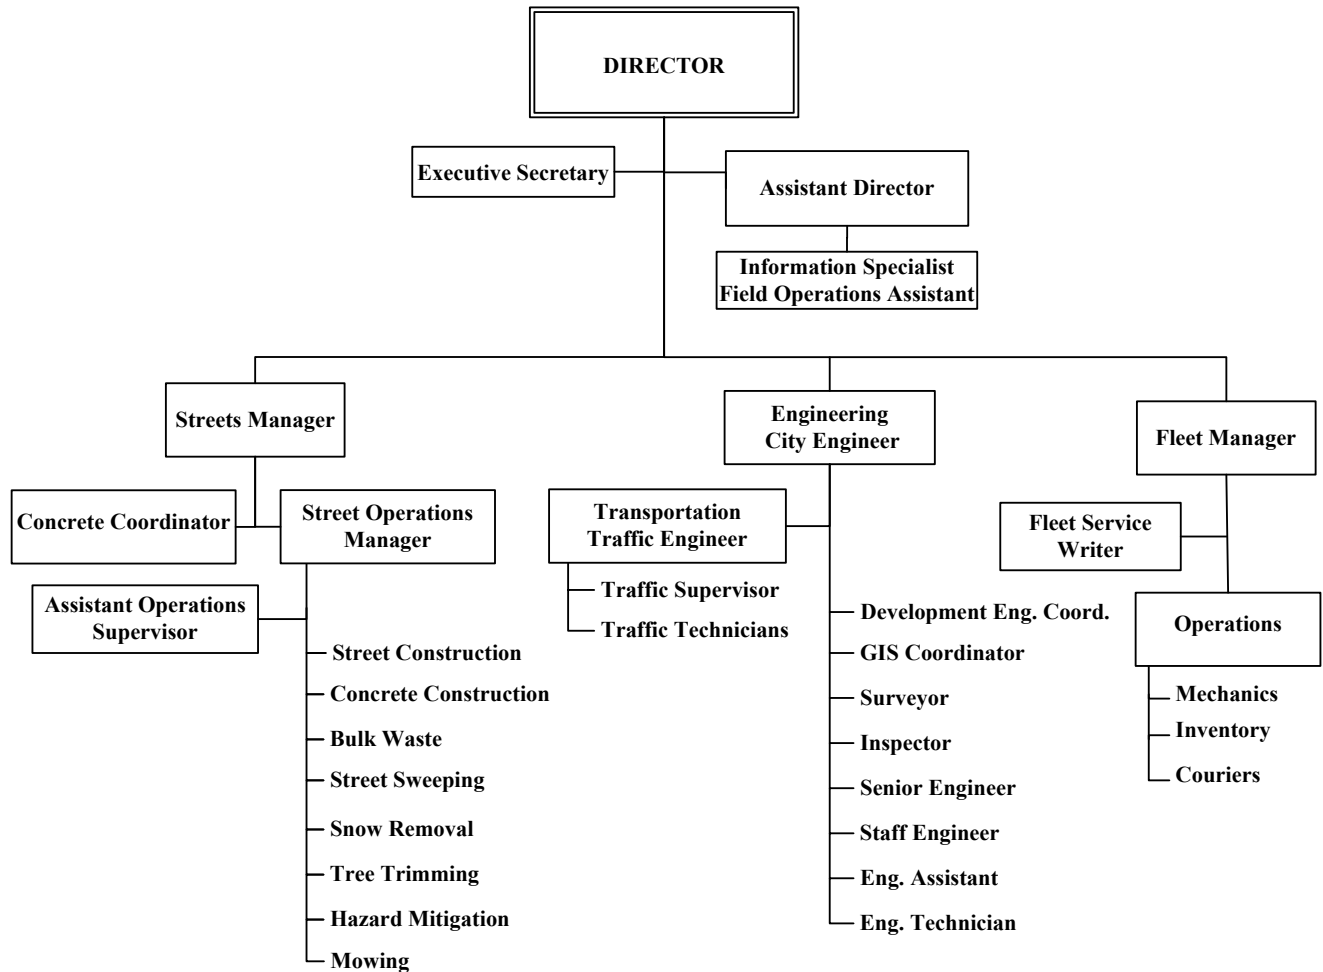 DIRECTOR
Executive Secretary
Assistant Director
Information Specialist
Field Operations Assistant
Streets Manager
Engineering
City Engineer
Fleet Manager
Concrete Coordinator
Street Operations
Manager
Transportation
Traffic Engineer
Fleet Service
Writer
Assistant Operations
Supervisor
Traffic Supervisor
Traffic Technicians
Operations
Street Construction
Concrete Construction
Bulk Waste
Street Sweeping
Snow Removal
Tree Trimming
Hazard Mitigation
Mowing
Development Eng. Coord.
GIS Coordinator
Surveyor
Inspector
Senior Engineer
Staff Engineer
Eng. Assistant
Eng. Technician
Mechanics
Inventory
Couriers